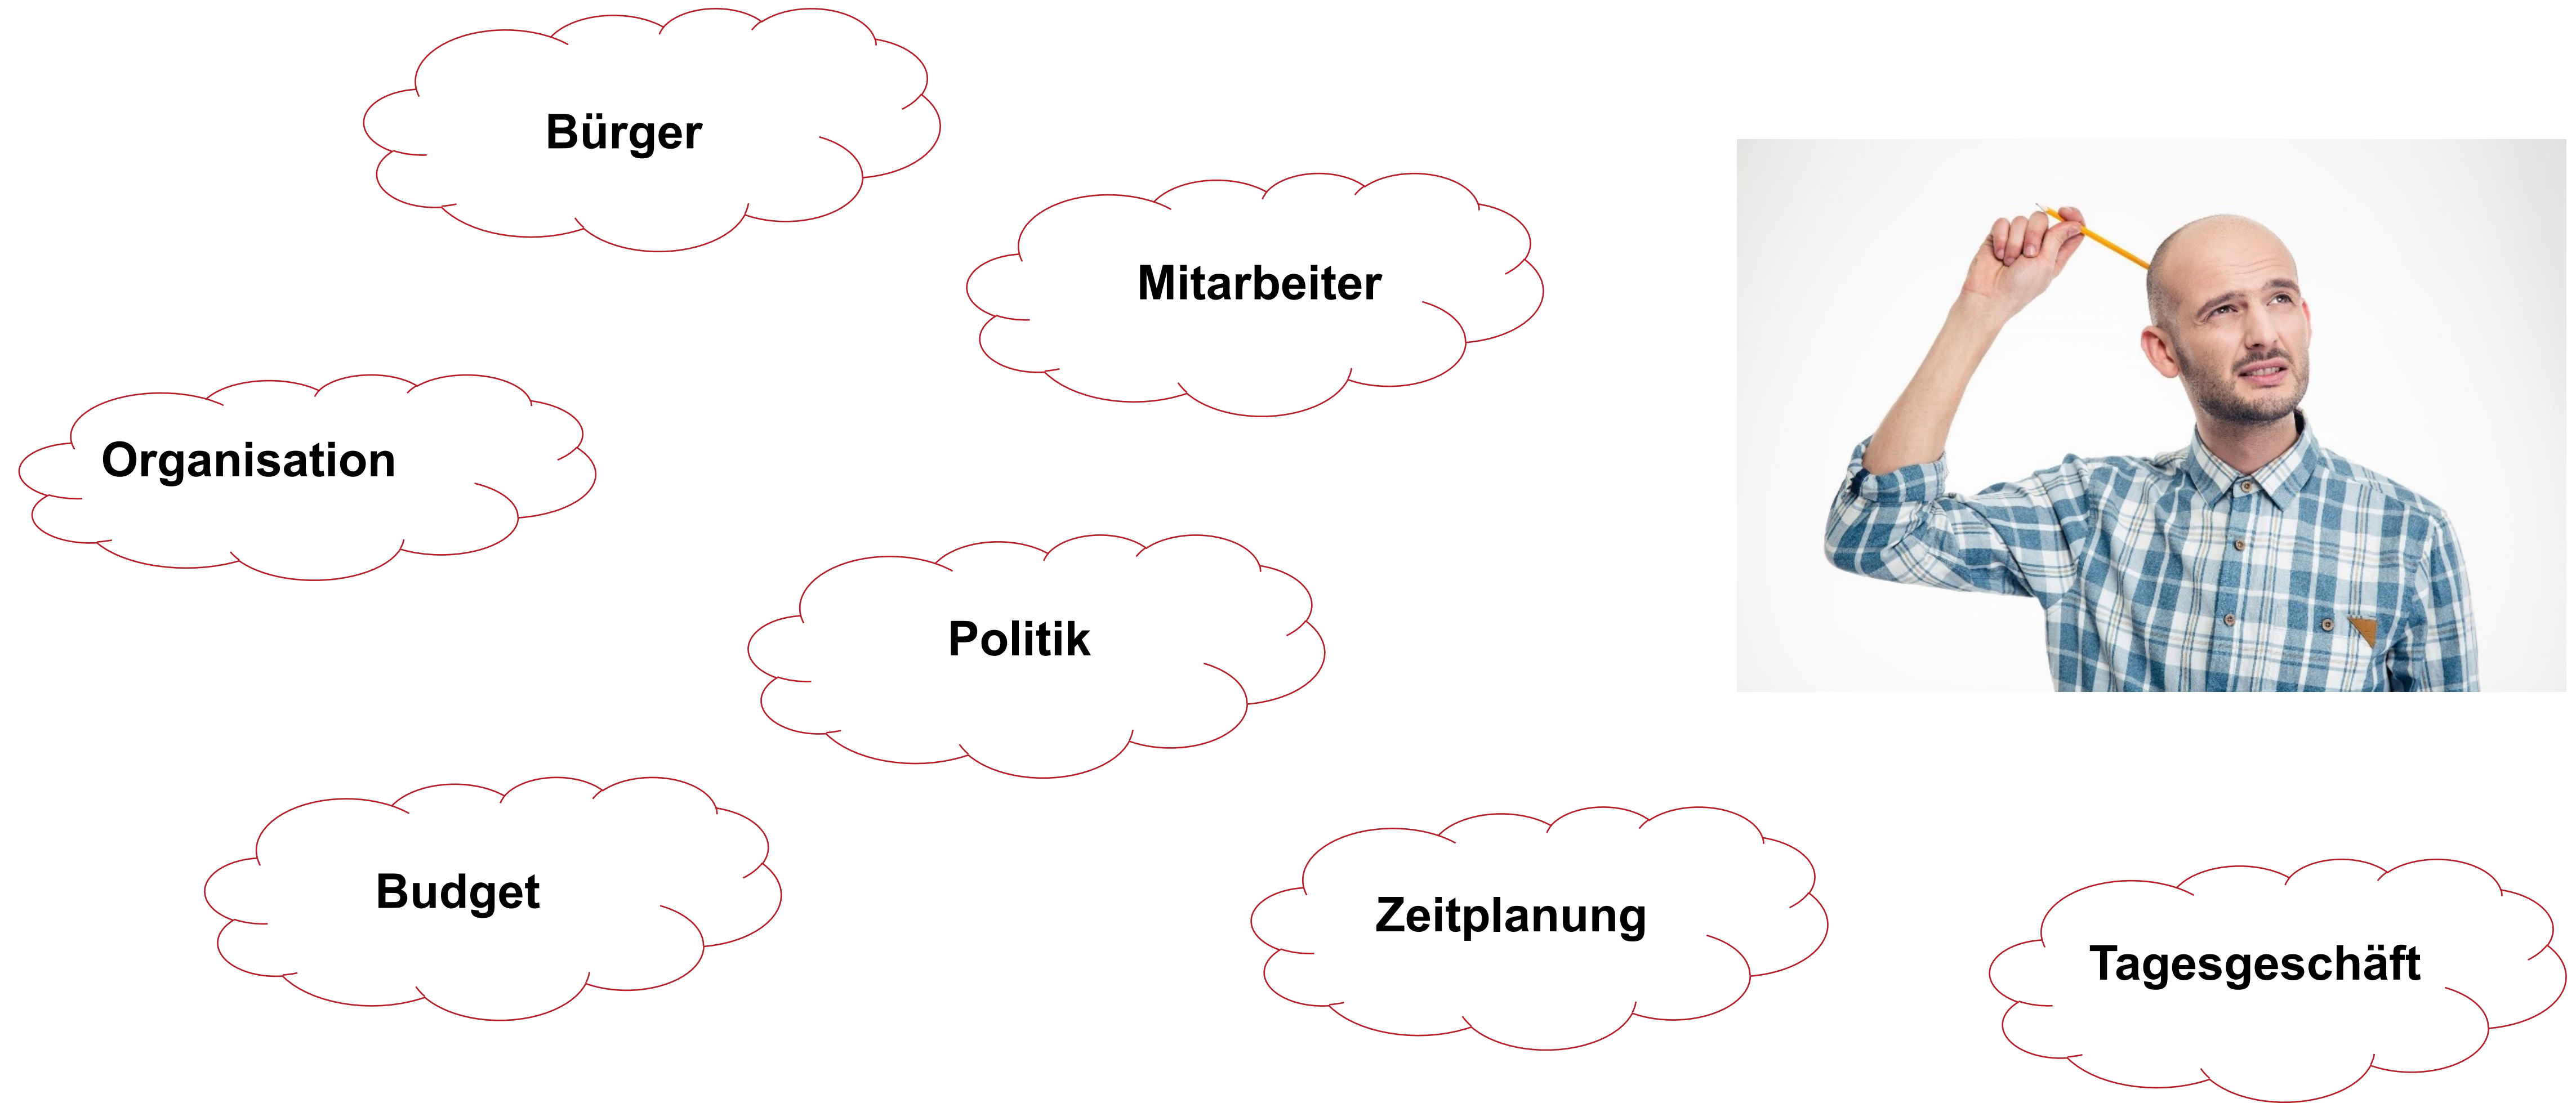 Bürger
Mitarbeiter
Organisation
Politik
Budget
Zeitplanung
Tagesgeschäft